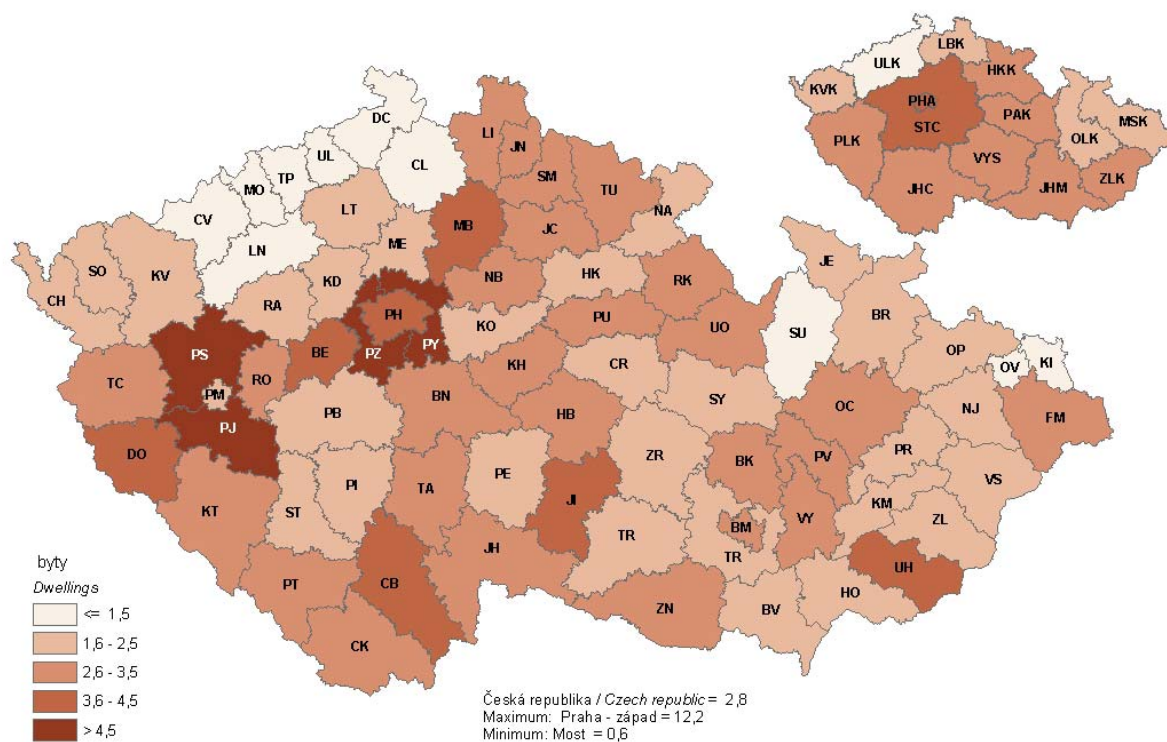 LBK
ULK
HKK
KVK
PHA
STC
PAK
MSK
OLK
PLK
VYS
ZLK
JHM
JHC
DC
LI
JN
UL
CL
TP
MO
SM
TU
CV
LT
NA
MB
JC
LN
ME
SO
KV
JE
KD
NB
HK
CH
RA
RK
PH
BR
KO
PU
UO
SU
BE
PZ
PY
PS
OP
OV
KI
TC
RO
KH
CR
PM
BN
SY
OC
NJ
FM
PB
HB
PJ
PR
DO
ZR
BK
PV
PE
VS
PI
TA
JI
KM
KT
ST
VY
ZL
BM
TR
TR
JH
UH
CB
PT
HO
ZN
BV
CK
byty
Dwellings
<= 1,5
1,6 - 2,5
2,6 - 3,5
3,6 - 4,5
> 4,5
Česká republika / Czech republic = 2,8
Maximum: Praha - západ = 12,2
Minimum: Most = 0,6